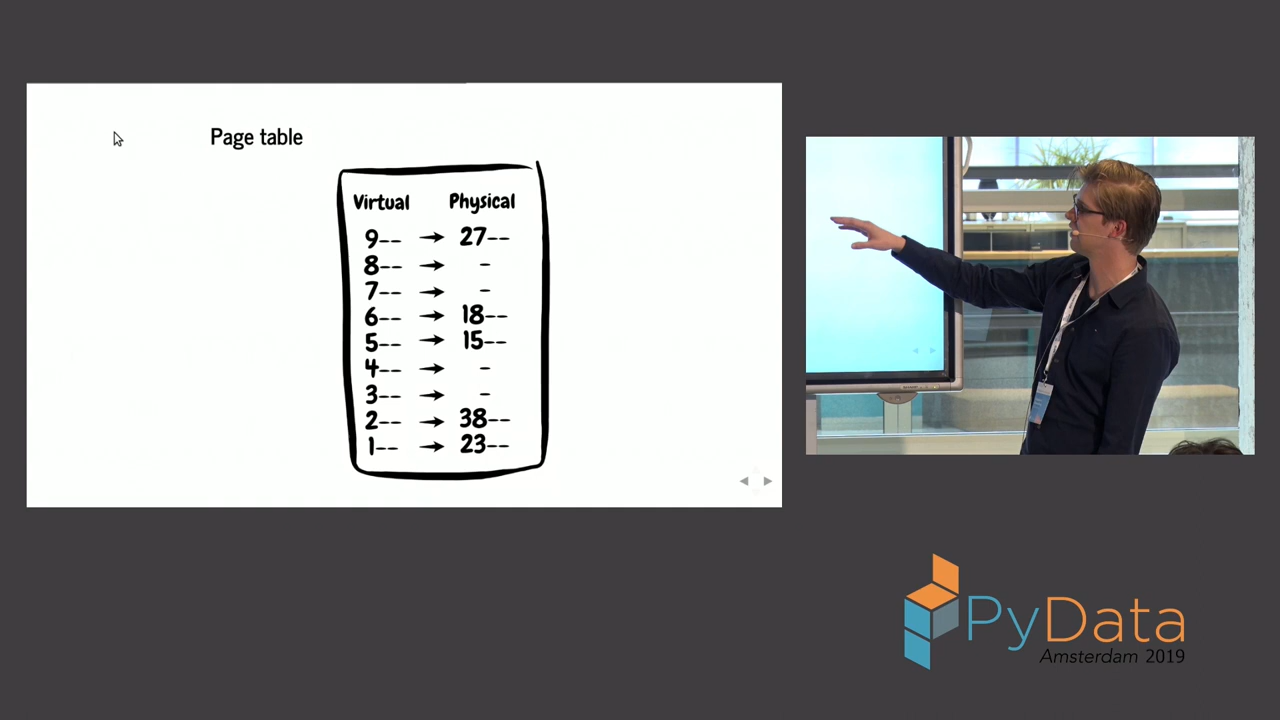 Page table
Virtual Physical
9-- → 27--
8-- → -
7-- → -
6-- → 18--
5-- → 15--
4-- → -
3-- → -
2-- → 38--
1-- → 23--
PyData
Amsterdam 2019